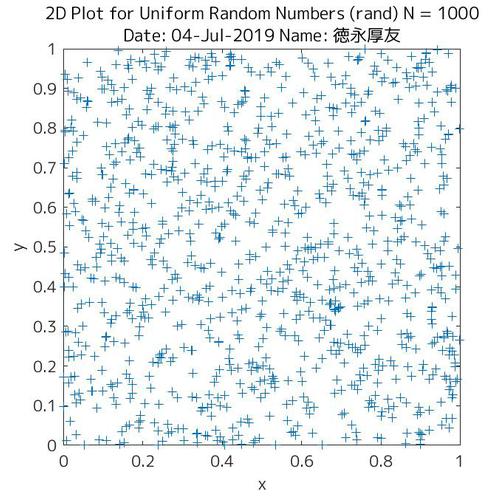 2D Plot for Uniform Random Numbers (rand) N = 1000
Date: 04-Jul-2019 Name: 徳永厚友
1
0.9
0.8
0.7
0.6
0.5
0.4
0.3
0.2
0.1
0
y
0 0.2 0.4 0.6 0.8 1
x